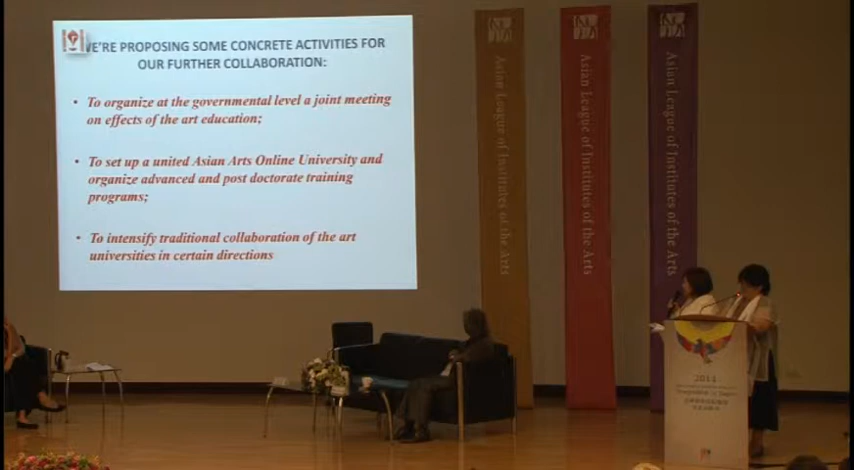 WE'RE PROPOSING SOME CONCRETE ACTIVITIES FOR
OUR FURTHER COLLABORATION:
• To organize at the governmental level a joint meeting
on effects of the art education;
• To set up a united Asian Arts Online University and
organize advanced and post doctorate training
programs;
• To intensify traditional collaboration of the art
universities in certain directions
Asian League of Institutes of the Arts
Asian League of Institutes of the Arts
Asian League of Institutes of the Arts
2014